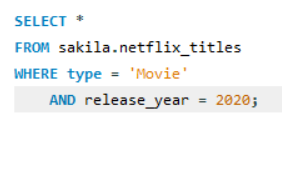 SELECT *
FROM sakila.netflix_titles
WHERE type = 'Movie'
    AND release_year = 2020;